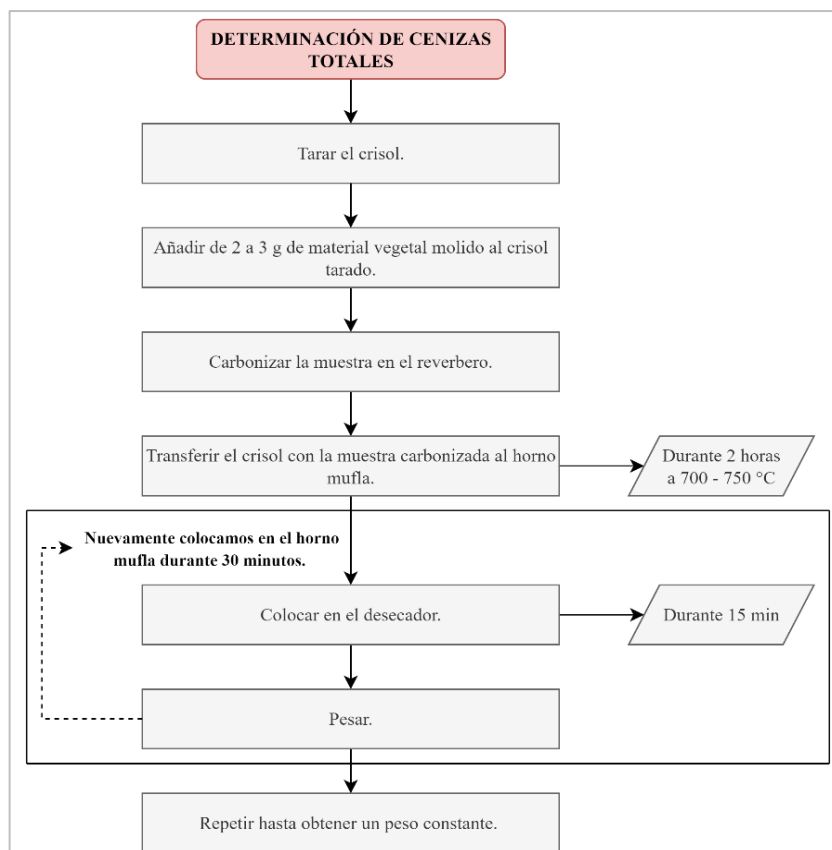 DETERMINACIÓN DE CENIZAS
TOTALES
Tarar el crisol.
Añadir de 2 a 3 g de material vegetal molido al crisol
tarado.
Carbonizar la muestra en el reverbero.
Transferir el crisol con la muestra carbonizada al horno
mufla.
Durante 2 horas
a 700 - 750 °C
Nuevamente colocamos en el horno
mufla durante 30 minutos.
Colocar en el desecador.
Durante 15 min
Pesar.
Repetir hasta obtener un peso constante.